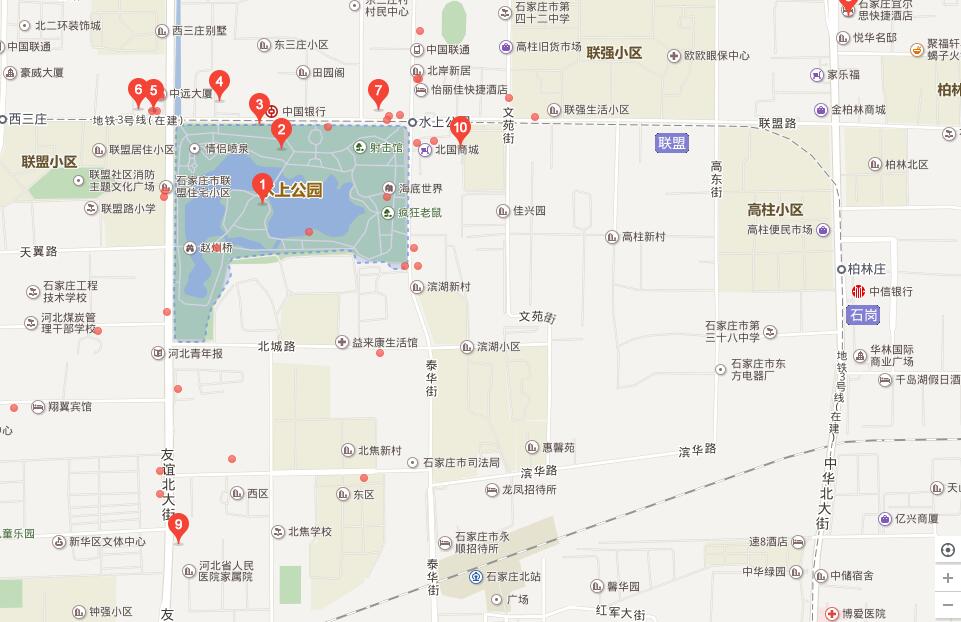 东三庄村
村民中心
石家庄市第
四十二中学
石家庄宜尔
思快捷酒店
北二环装饰城
西三庄别墅
东三庄小区
中国联通
中国联通
石家庄旧货市场
联强小区
欧欧眼保中心
悦华名邸
聚福轩
蝎子火
豪威大厦
田园阁
北岸新居
家乐福
柏林
怡丽佳快捷酒店
6
5
中远大厦
4
3
中国银行
7
西三庄
地铁3号线(在建)
水上公园
文苑街
联强生活小区
金柏林商城
联盟路
2
10
联盟
联盟居住小区
情侣喷泉
射击馆
北国商城
联盟小区
柏林北区
联盟社区消防
主题文化广场
石家庄市联
盟住宅小区
1
水上公园
海底世界
高东街
联盟路小学
疯狂老鼠
佳兴园
高柱小区
高柱便民市场
天翼路
赵州桥
高柱新村
柏林庄
石家庄工程
技术学校
滨湖新村
中信银行
石岗
河北煤炭管
理干部学校
文苑街
石家庄市第
三十八中学
河北青年报
北城路
益来康生活馆
滨湖小区
华林国际
商业广场
地铁3号线(在建)
泰华街
石家庄市东
方电器厂
千岛湖假日酒
翔翼宾馆
中心
友谊北大街
北焦新村
石家庄市司法局
惠馨苑
滨华路
滨华路
中华北大街
西区
东区
龙凤招待所
天山
9
儿童乐园
新华区文体中心
北焦学校
石家庄市永
顺招待所
亿兴商厦
速8酒店
河北省人民
医院家属院
泰华街
石家庄北站
中华绿园
中储宿舍
馨华园
广场
钟强小区
友
红军大街
博爱医院